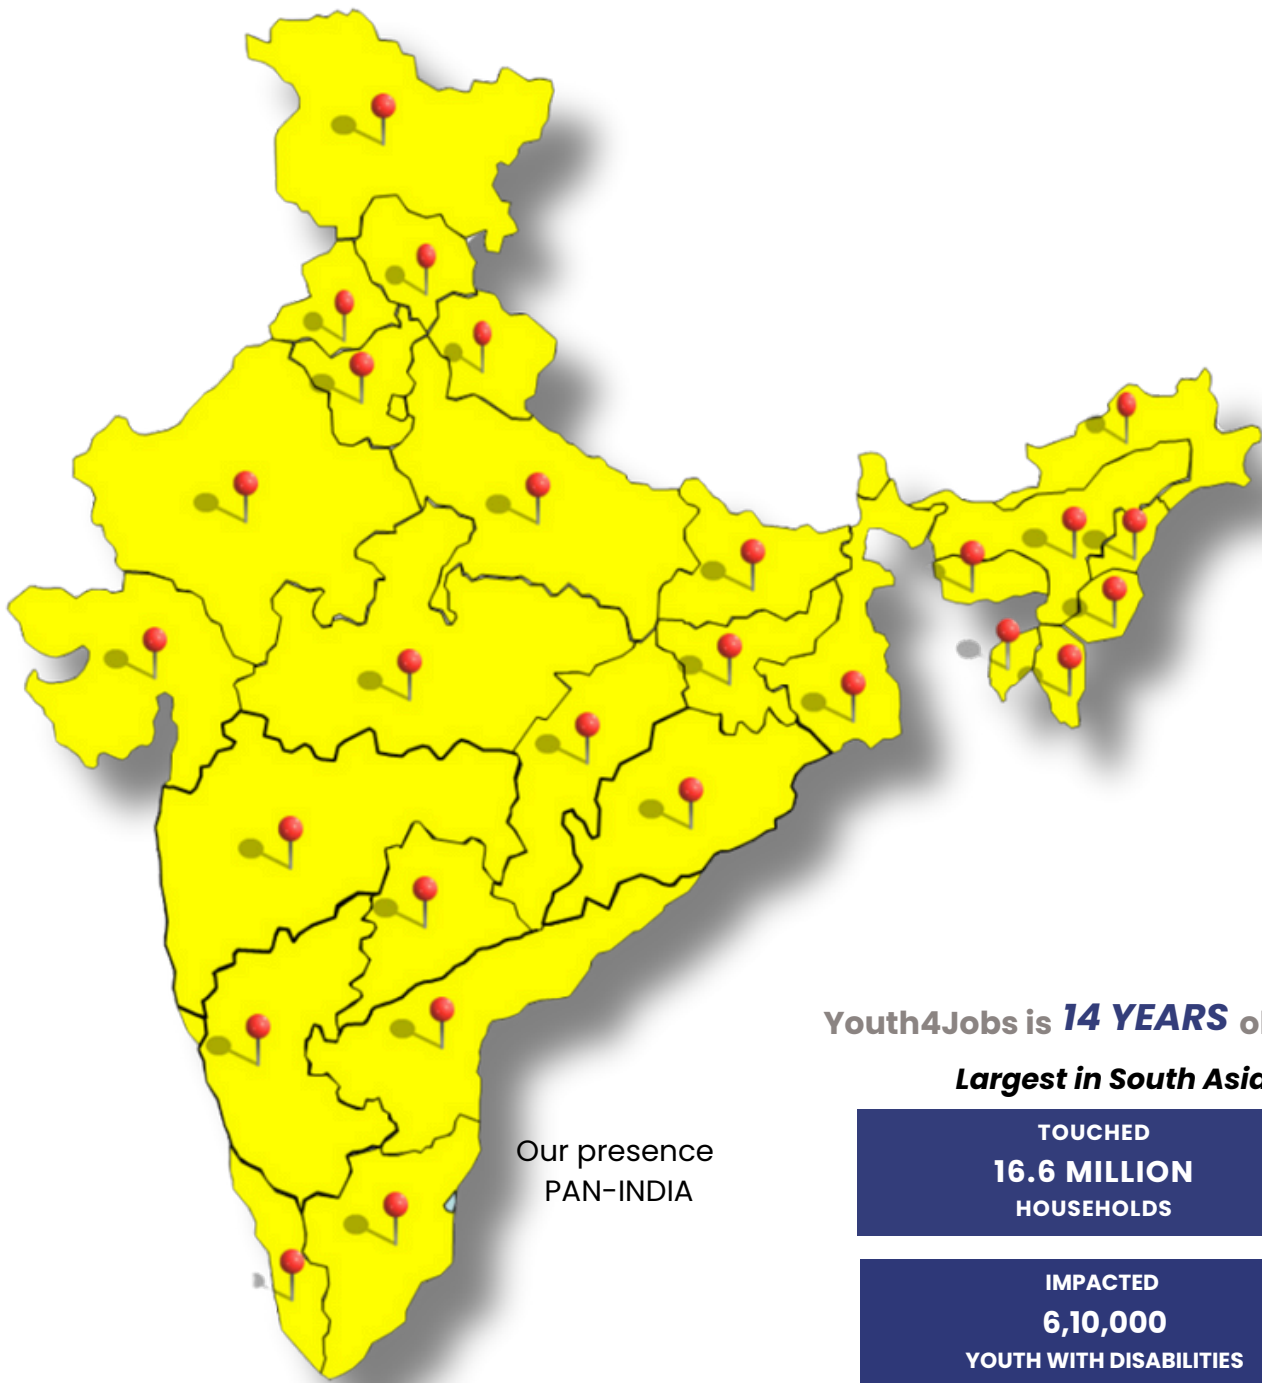 Youth4Jobs is 14 YEARS
Largest in South Asia
TOUCHED
16.6 MILLION
HOUSEHOLDS
Our presence
PAN-INDIA
IMPACTED
6,10,000
YOUTH WITH DISABILITIES